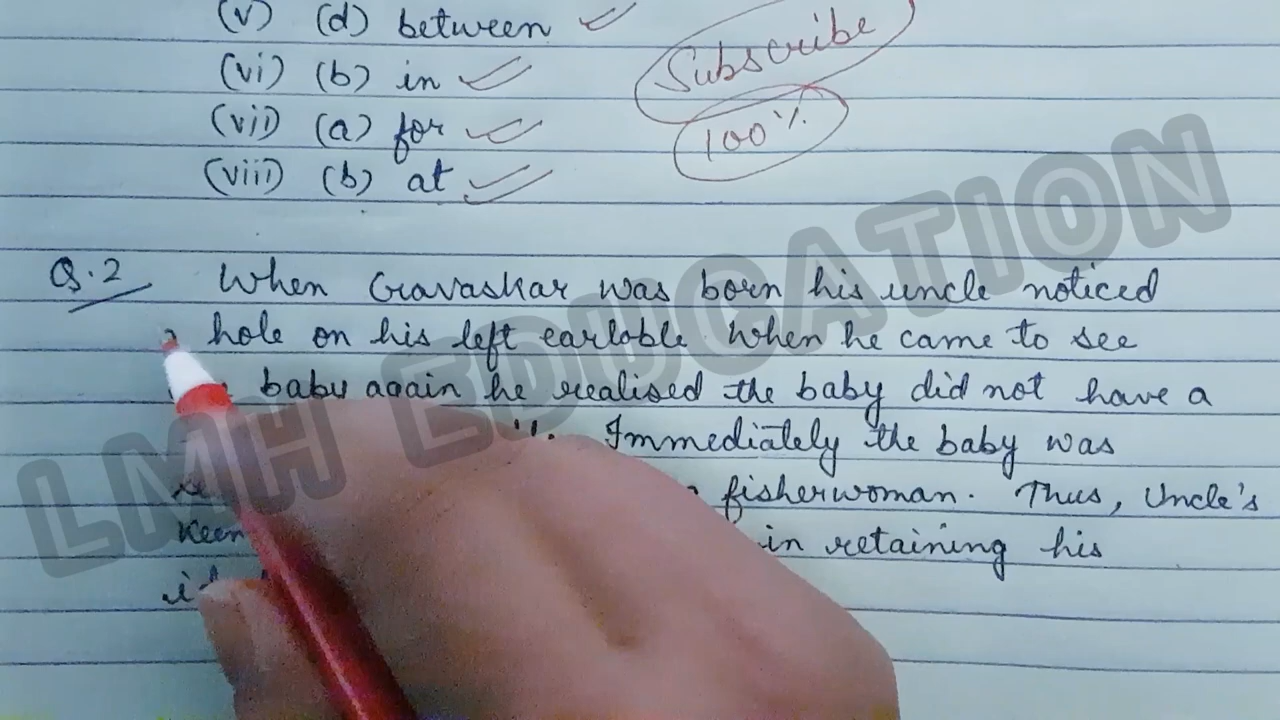 (v) (d) between
Subscribe
(vi) (b) in
100%
(vii) (a) for
(viii) (b) at
Q.2 When Gavaskar was born his uncle noticed
hole on his left earlobe when he came to see
baby again he realised the baby did not have a
Immediately the baby was
fisherwoman. Thus, Uncle's
Keen in retaining his
LMH EDUCATION